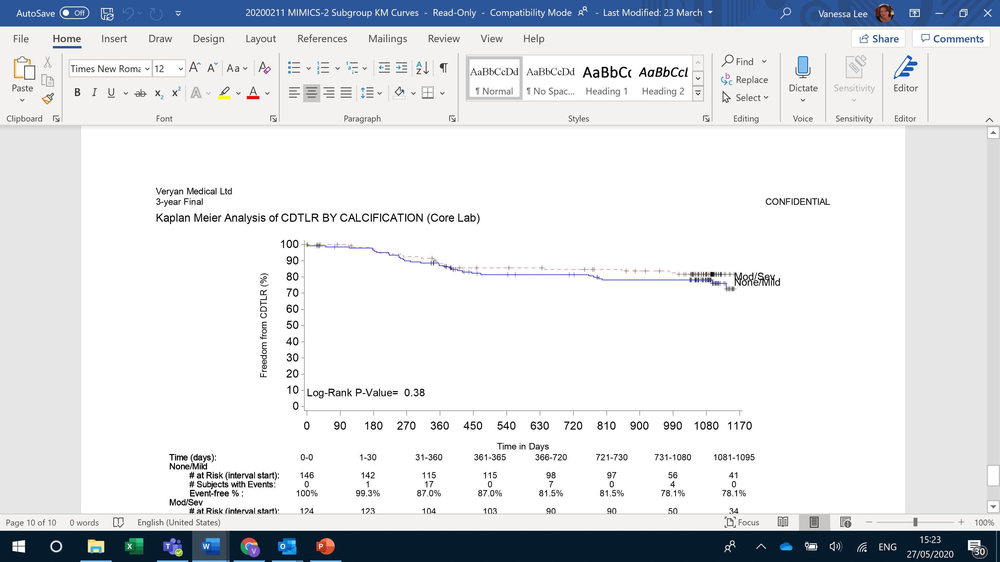 AutoSave Off 20200211 MIMICS-2 Subgroup KM Curves - Read-Only - Compatibility Mode - Last Modified: 23 March Vanessa Lee
File Home Insert Draw Design Layout References Mailings Review View Help Share Comments
Paste
Times New Roma 12
AaBbCcDd AaBbCcDd AaBbCc AaBbCcL
¶ Normal ¶ No Spac... Heading 1 Heading 2
Find
Replace
Select
Dictate Sensitivity Editor
Clipboard Font Paragraph Styles Editing Voice Sensitivity Editor
Veryan Medical Ltd
3-year Final CONFIDENTIAL
Kaplan Meier Analysis of CDTLR BY CALCIFICATION (Core Lab)
Freedom from CDTLR (%)
100
90
80
70
60
50
40
30
20
10
0
Mod/Sev
None/Mild
Log-Rank P-Value= 0.38
0 90 180 270 360 450 540 630 720 810 900 990 1080 1170
Time in Days
Time (days): 0-0 1-30 31-360 361-365 366-720 721-730 731-1080 1081-1095
None/Mild
# at Risk (interval start): 146 142 115 115 98 97 56 41
# Subjects with Events: 0 1 17 0 7 0 4 0
Event-free % : 100% 99.3% 87.0% 87.0% 81.5% 81.5% 78.1% 78.1%
Mod/Sev
# at Risk (interval start): 124 123 104 103 90 90 50 34
Page 10 of 10 0 words English (United States) Focus 100%
ENG 15:23
27/05/2020 30